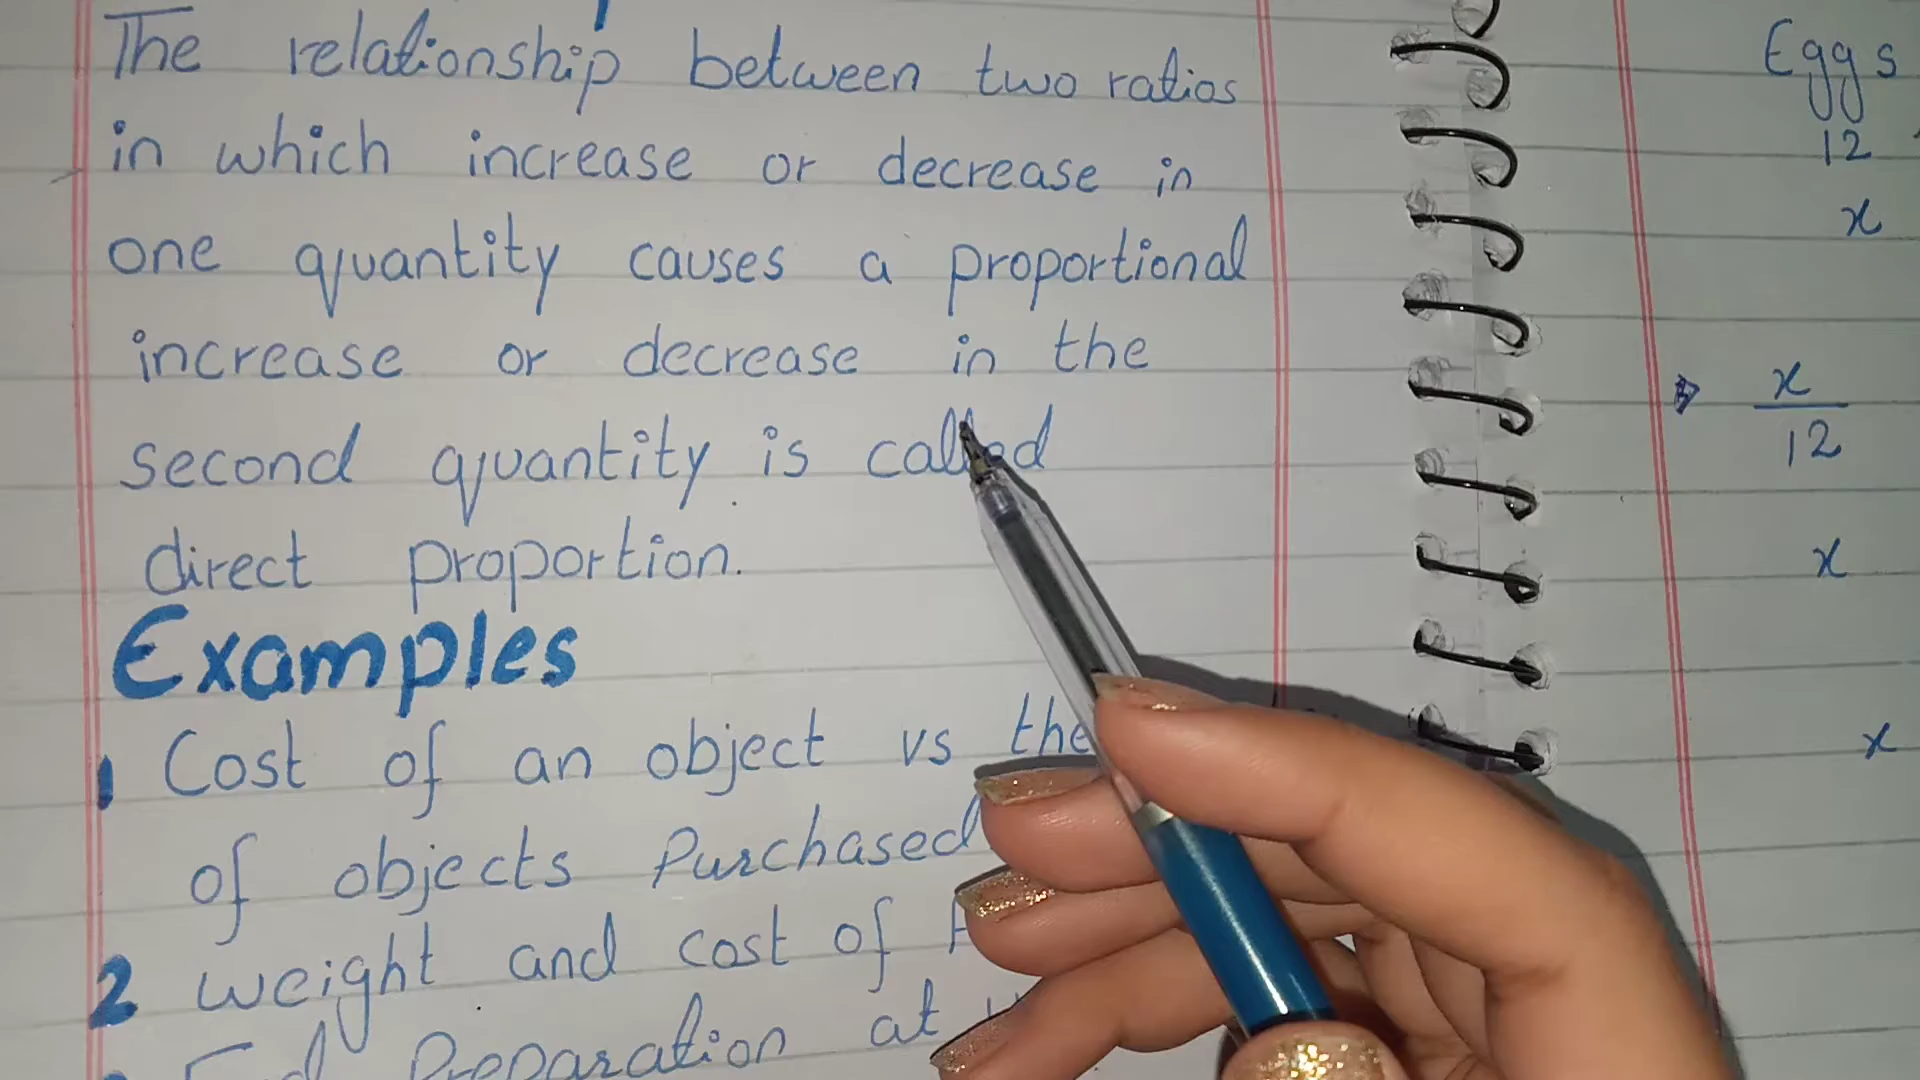 The relationship between two ratios
in which increase or decrease in
one quantity causes a proportional
increase or decrease in the
second quantity is called
direct proportion.
Examples
1 Cost of an object vs the
of objects Purchased
2 weight and cost of
Preparation at
Eggs
12
x
x
12
x
x